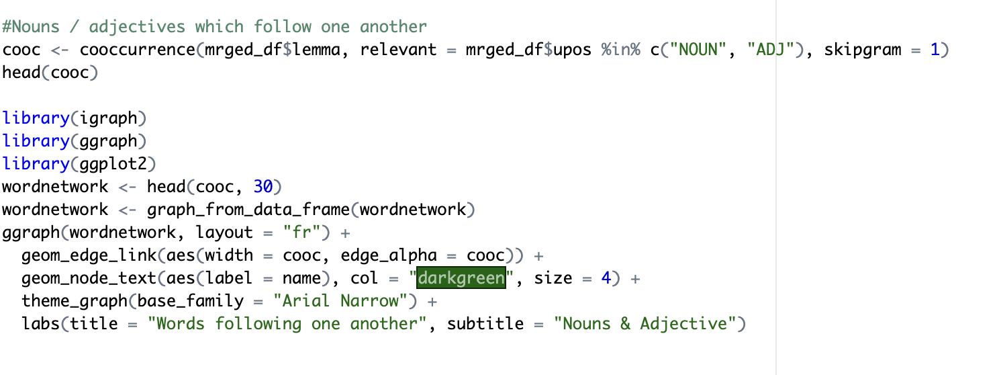 #Nouns / adjectives which follow one another
cooc <- cooccurrence(mrged_df$lemma, relevant = mrged_df$upos %in% c("NOUN", "ADJ"), skipgram = 1)
head(cooc)
library(igraph)
library(ggraph)
library(ggplot2)
wordnetwork <- head(cooc, 30)
wordnetwork <- graph_from_data_frame(wordnetwork)
ggraph(wordnetwork, layout = "fr") +
  geom_edge_link(aes(width = cooc, edge_alpha = cooc)) +
  geom_node_text(aes(label = name), col = "darkgreen", size = 4) +
  theme_graph(base_family = "Arial Narrow") +
  labs(title = "Words following one another", subtitle = "Nouns & Adjective")